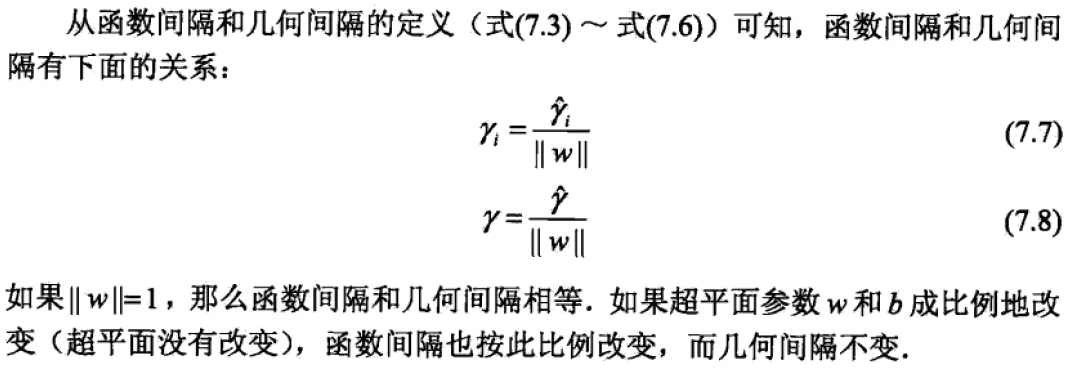 从函数间隔和几何间隔的定义（式(7.3) ～ 式(7.6)）可知，函数间隔和几何间
隔有下面的关系：
γᵢ = γ̂ᵢ / ‖w‖ (7.7)
γ = γ̂ / ‖w‖ (7.8)
如果‖w‖=1，那么函数间隔和几何间隔相等．如果超平面参数w和b成比例地改
变（超平面没有改变），函数间隔也按此比例改变，而几何间隔不变．